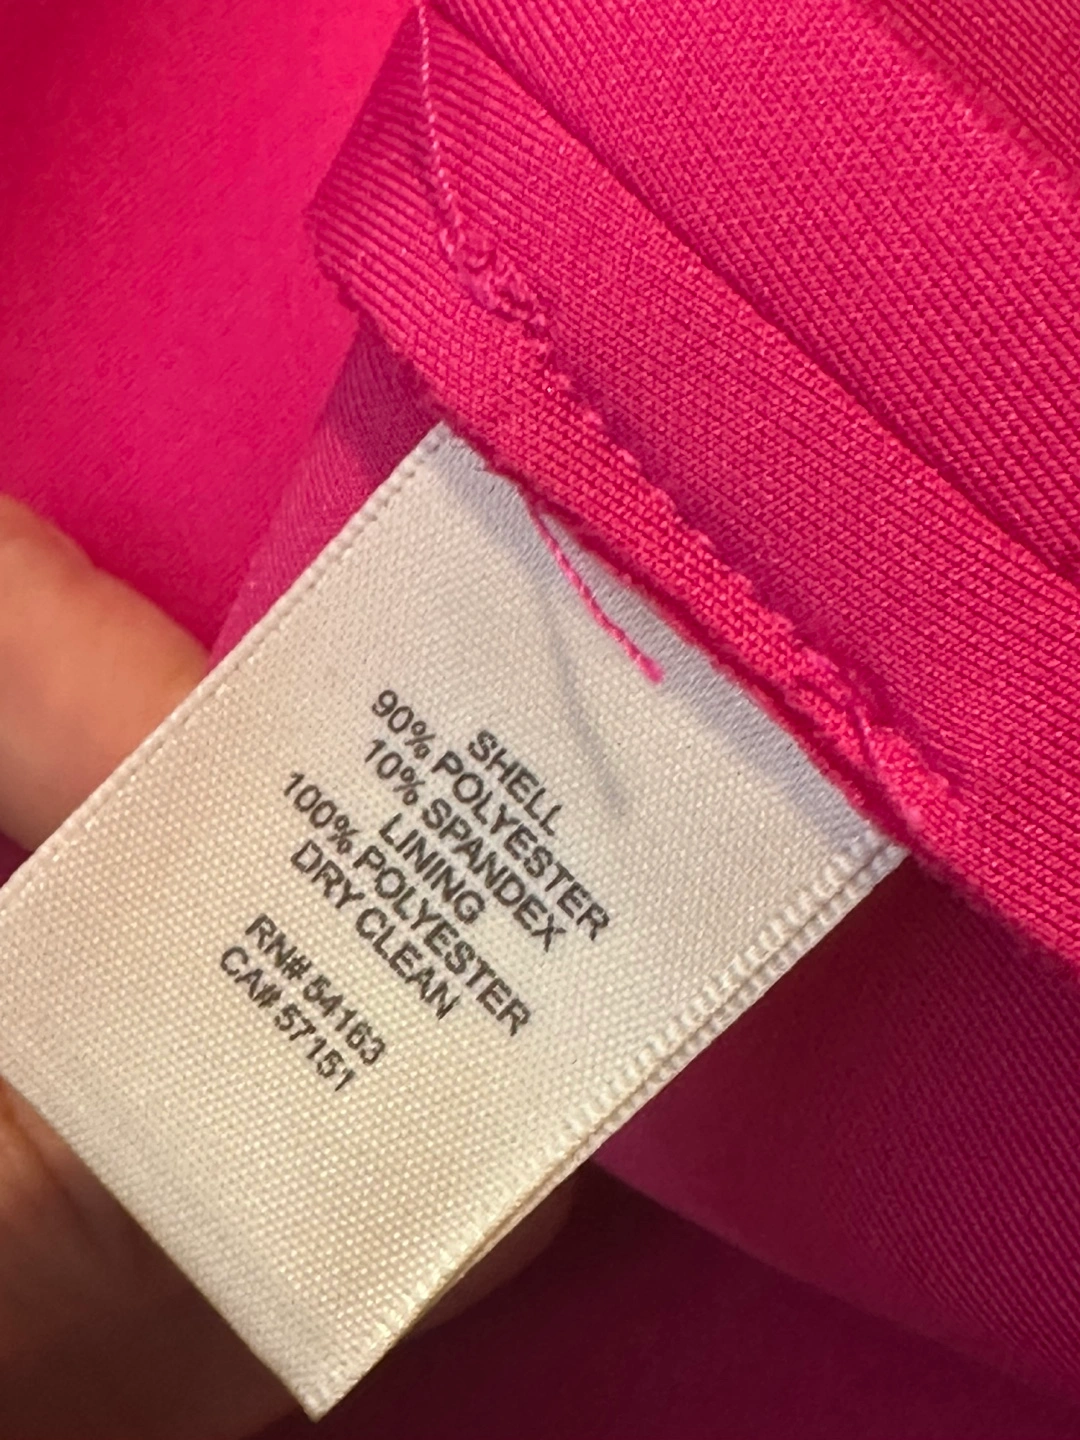 SHELL
90% POLYESTER
10% SPANDEX
LINING
100% POLYESTER
DRY CLEAN
RN# 54163
CA# 57151